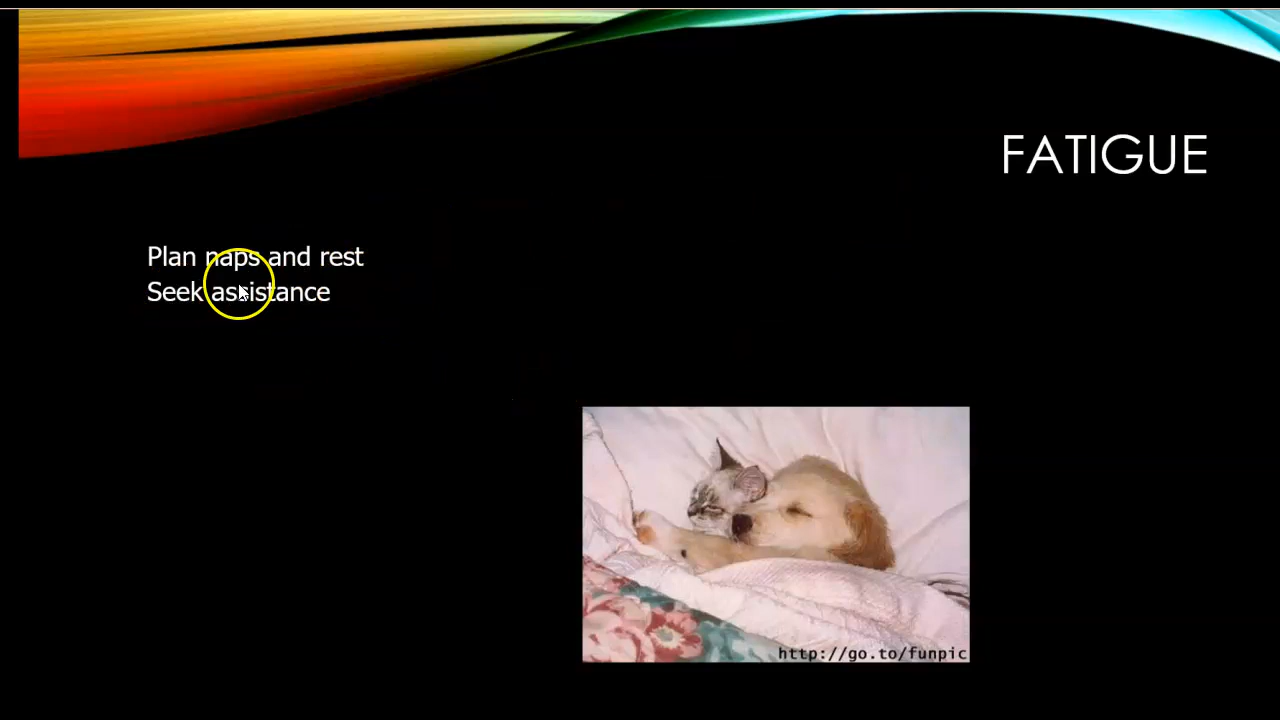 FATIGUE
Plan naps and rest
Seek assistance
http://go.to/funpic